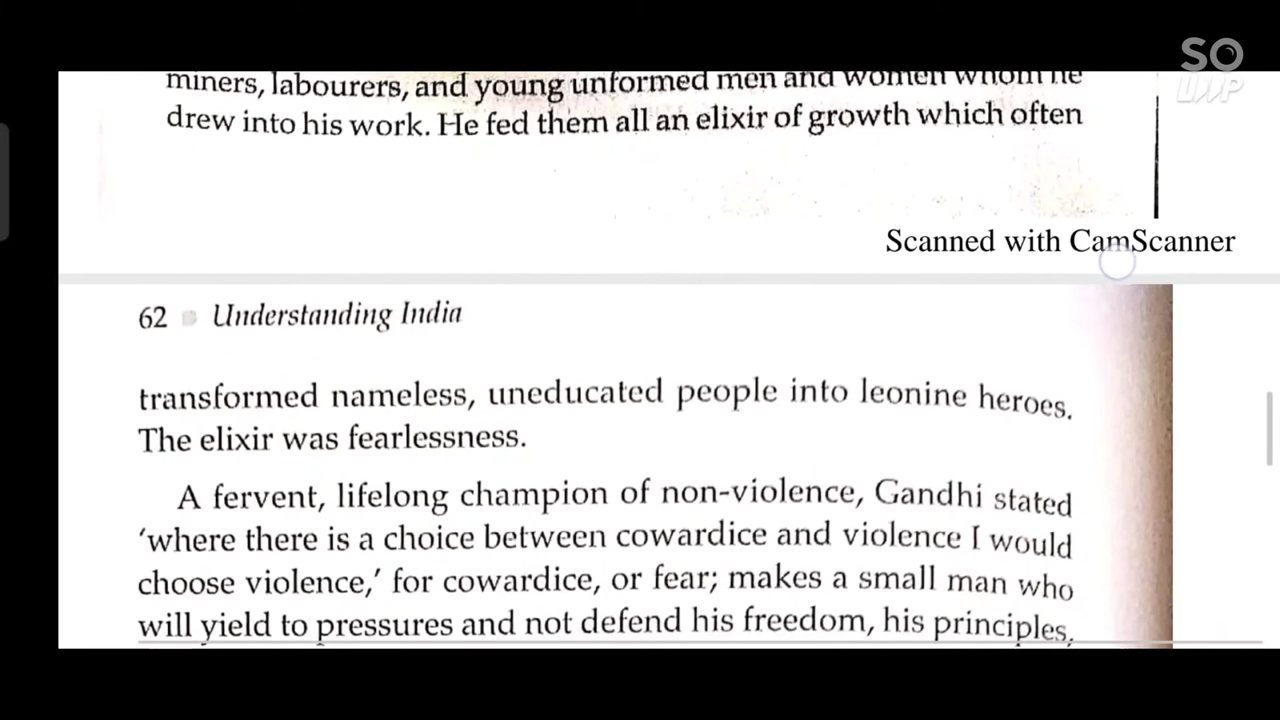 SO
miners, labourers, and young unformed men and women whom he
drew into his work. He fed them all an elixir of growth which often
Scanned with CamScanner
62 Understanding India
transformed nameless, uneducated people into leonine heroes.
The elixir was fearlessness.
A fervent, lifelong champion of non-violence, Gandhi stated
‘where there is a choice between cowardice and violence I would
choose violence,’ for cowardice, or fear; makes a small man who
will yield to pressures and not defend his freedom, his principles,